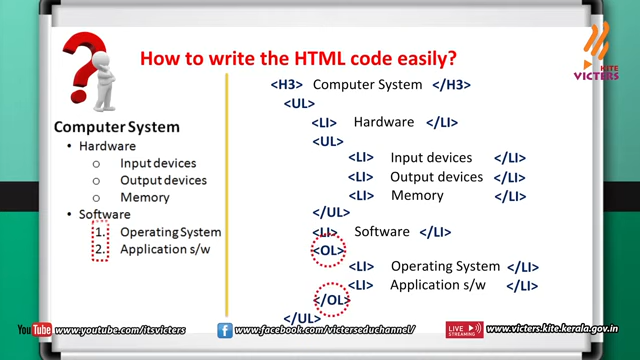 How to write the HTML code easily?
KITE
VICTERS
Computer System
• Hardware
o Input devices
o Output devices
o Memory
• Software
1. Operating System
2. Application s/w
<H3> Computer System </H3>
<UL>
<LI> Hardware </LI>
<UL>
<LI> Input devices </LI>
<LI> Output devices </LI>
<LI> Memory </LI>
</UL>
<LI> Software </LI>
<OL>
<LI> Operating System </LI>
<LI> Application s/w </LI>
</OL>
</UL>
YouTube www.youtube.com/itsvicters
www.facebook.com/victerseduchannel/
LIVE STREAMING www.victers.kite.kerala.gov.in